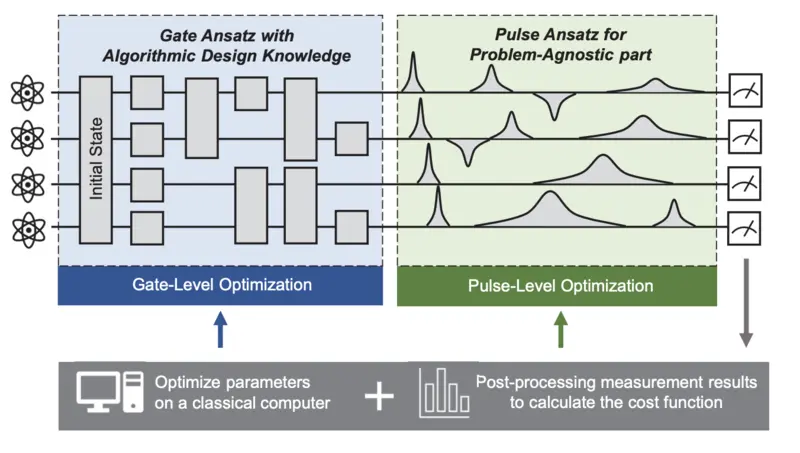 Gate Ansatz with
Algorithmic Design Knowledge
Pulse Ansatz for
Problem-Agnostic part
Initial State
Gate-Level Optimization
Pulse-Level Optimization
Optimize parameters
on a classical computer
+
Post-processing measurement results
to calculate the cost function